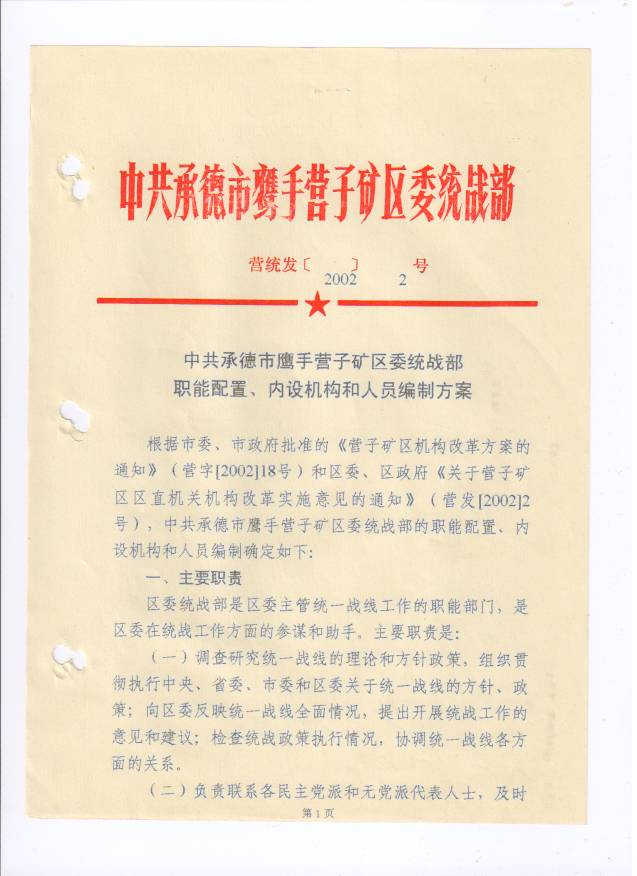 中共承德市鹰手营子矿区委统战部
营统发〔2002〕2号
中共承德市鹰手营子矿区委统战部
职能配置、内设机构和人员编制方案
根据市委、市政府批准的《营子矿区机构改革方案的
通知》（营字[2002]18号）和区委、区政府《关于营子矿
区区直机关机构改革实施意见的通知》（营发[2002]2
号），中共承德市鹰手营子矿区委统战部的职能配置、内
设机构和人员编制确定如下：
一、主要职责
区委统战部是区委主管统一战线工作的职能部门，是
区委在统战工作方面的参谋和助手。主要职责是：
（一）调查研究统一战线的理论和方针政策，组织贯
彻执行中央、省委、市委和区委关于统一战线的方针、政
策；向区委反映统一战线全面情况，提出开展统战工作的
意见和建议；检查统战政策执行情况，协调统一战线各方
面的关系。
（二）负责联系各民主党派和无党派代表人士，及时
第1页